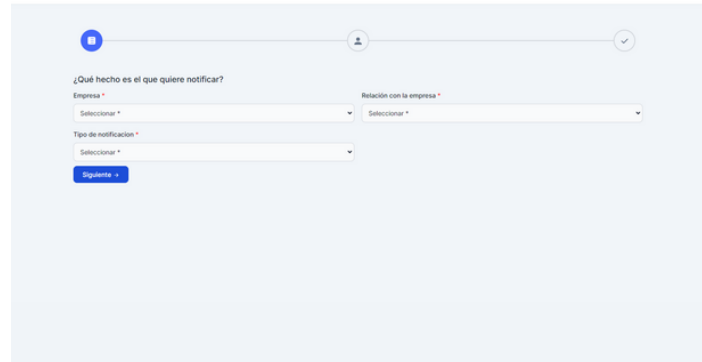 ¿Qué hecho es el que quiere notificar?
Empresa * Relación con la empresa *
Seleccionar * Seleccionar *
Tipo de notificacion *
Seleccionar *
Siguiente →